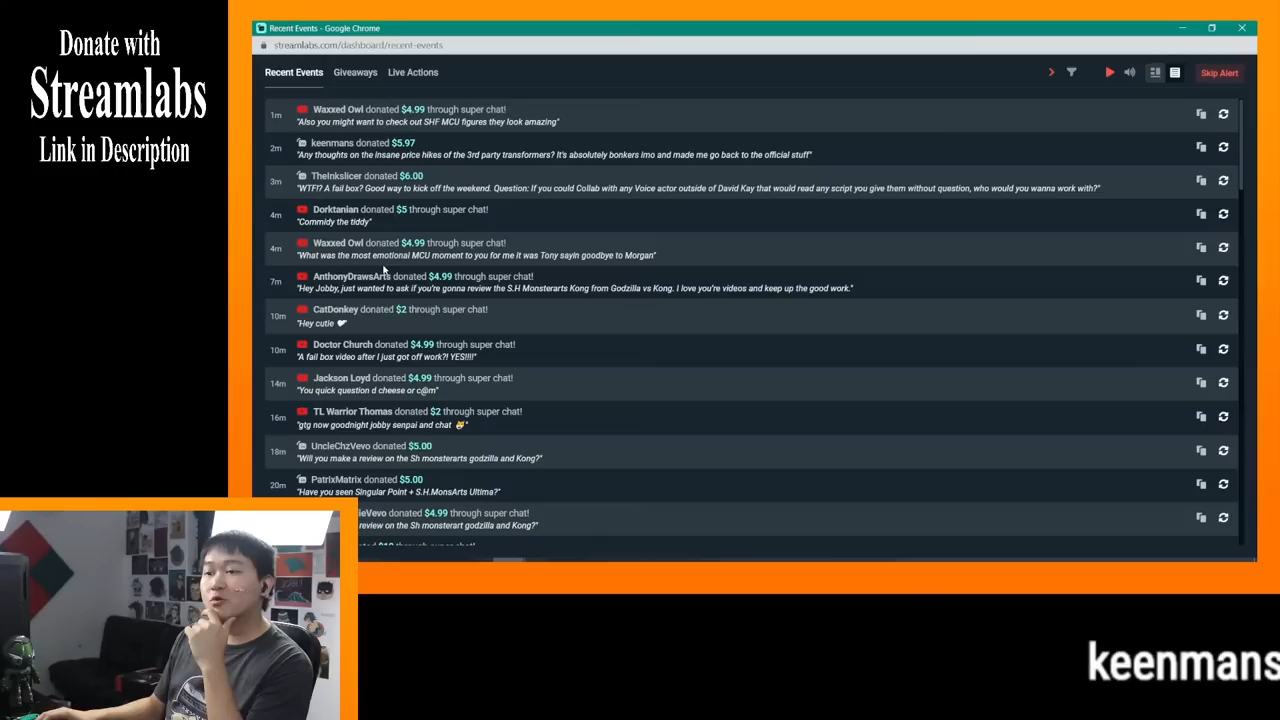 Donate with
Streamlabs
Link in Description
Recent Events - Google Chrome
streamlabs.com/dashboard/recent-events
Recent Events Giveaways Live Actions Skip Alert
1m Waxxed Owl donated $4.99 through super chat!
"Also you might want to check out SHF MCU figures they look amazing"
2m keenmans donated $5.97
"Any thoughts on the insane price hikes of the 3rd party transformers? It's absolutely bonkers imo and made me go back to the official stuff"
3m TheInkslicer donated $6.00
"WTF!? A fail box? Good way to kick off the weekend. Question: If you could Collab with any Voice actor outside of David Kay that would read any script you give them without question, who would you wanna work with?"
4m Dorktanian donated $5 through super chat!
"Commidy the tiddy"
4m Waxxed Owl donated $4.99 through super chat!
"What was the most emotional MCU moment to you for me it was Tony sayin goodbye to Morgan"
7m AnthonyDrawsArts donated $4.99 through super chat!
"Hey Jobby, just wanted to ask if you're gonna review the S.H Monsterarts Kong from Godzilla vs Kong. I love you're videos and keep up the good work."
10m CatDonkey donated $2 through super chat!
"Hey cutie
10m Doctor Church donated $4.99 through super chat!
"A fail box video after I just got off work?! YES!!!!"
14m Jackson Loyd donated $4.99 through super chat!
"You quick question d cheese or c@m"
16m TL Warrior Thomas donated $2 through super chat!
"gtg now goodnight jobby senpai and chat 😼"
18m UncleChzVevo donated $5.00
"Will you make a review on the Sh monsterarts godzilla and Kong?"
20m PatrixMatrix donated $5.00
"Have you seen Singular Point + S.H.MonsArts Ultima?"
ieVevo donated $4.99 through super chat!
review on the Sh monsterart godzilla and Kong?"
keenmans